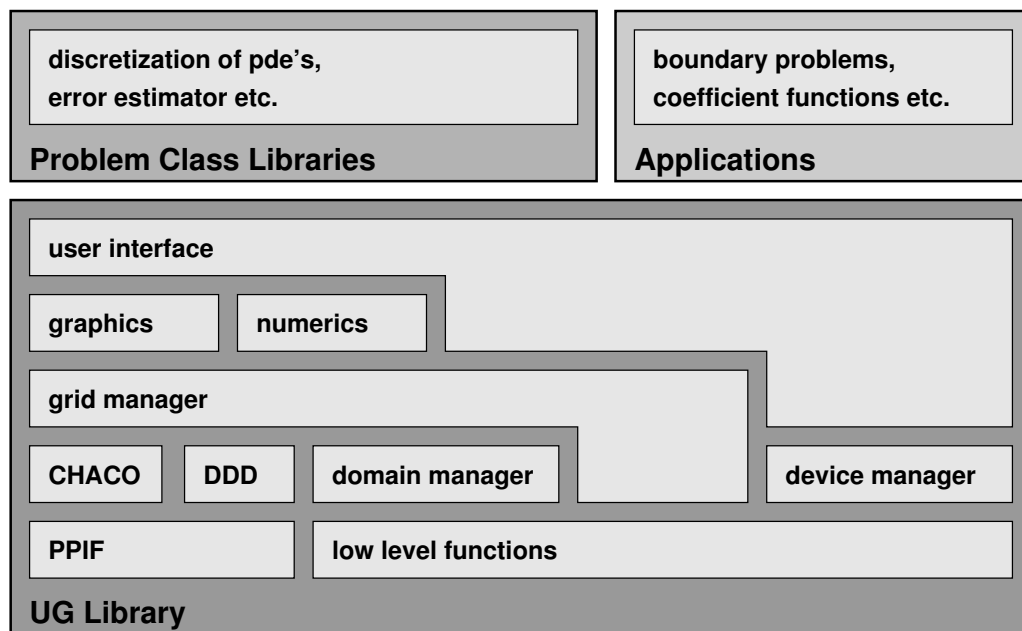 discretization of pde's,
error estimator etc.
Problem Class Libraries
boundary problems,
coefficient functions etc.
Applications
user interface
graphics
numerics
grid manager
CHACO
DDD
domain manager
device manager
PPIF
low level functions
UG Library